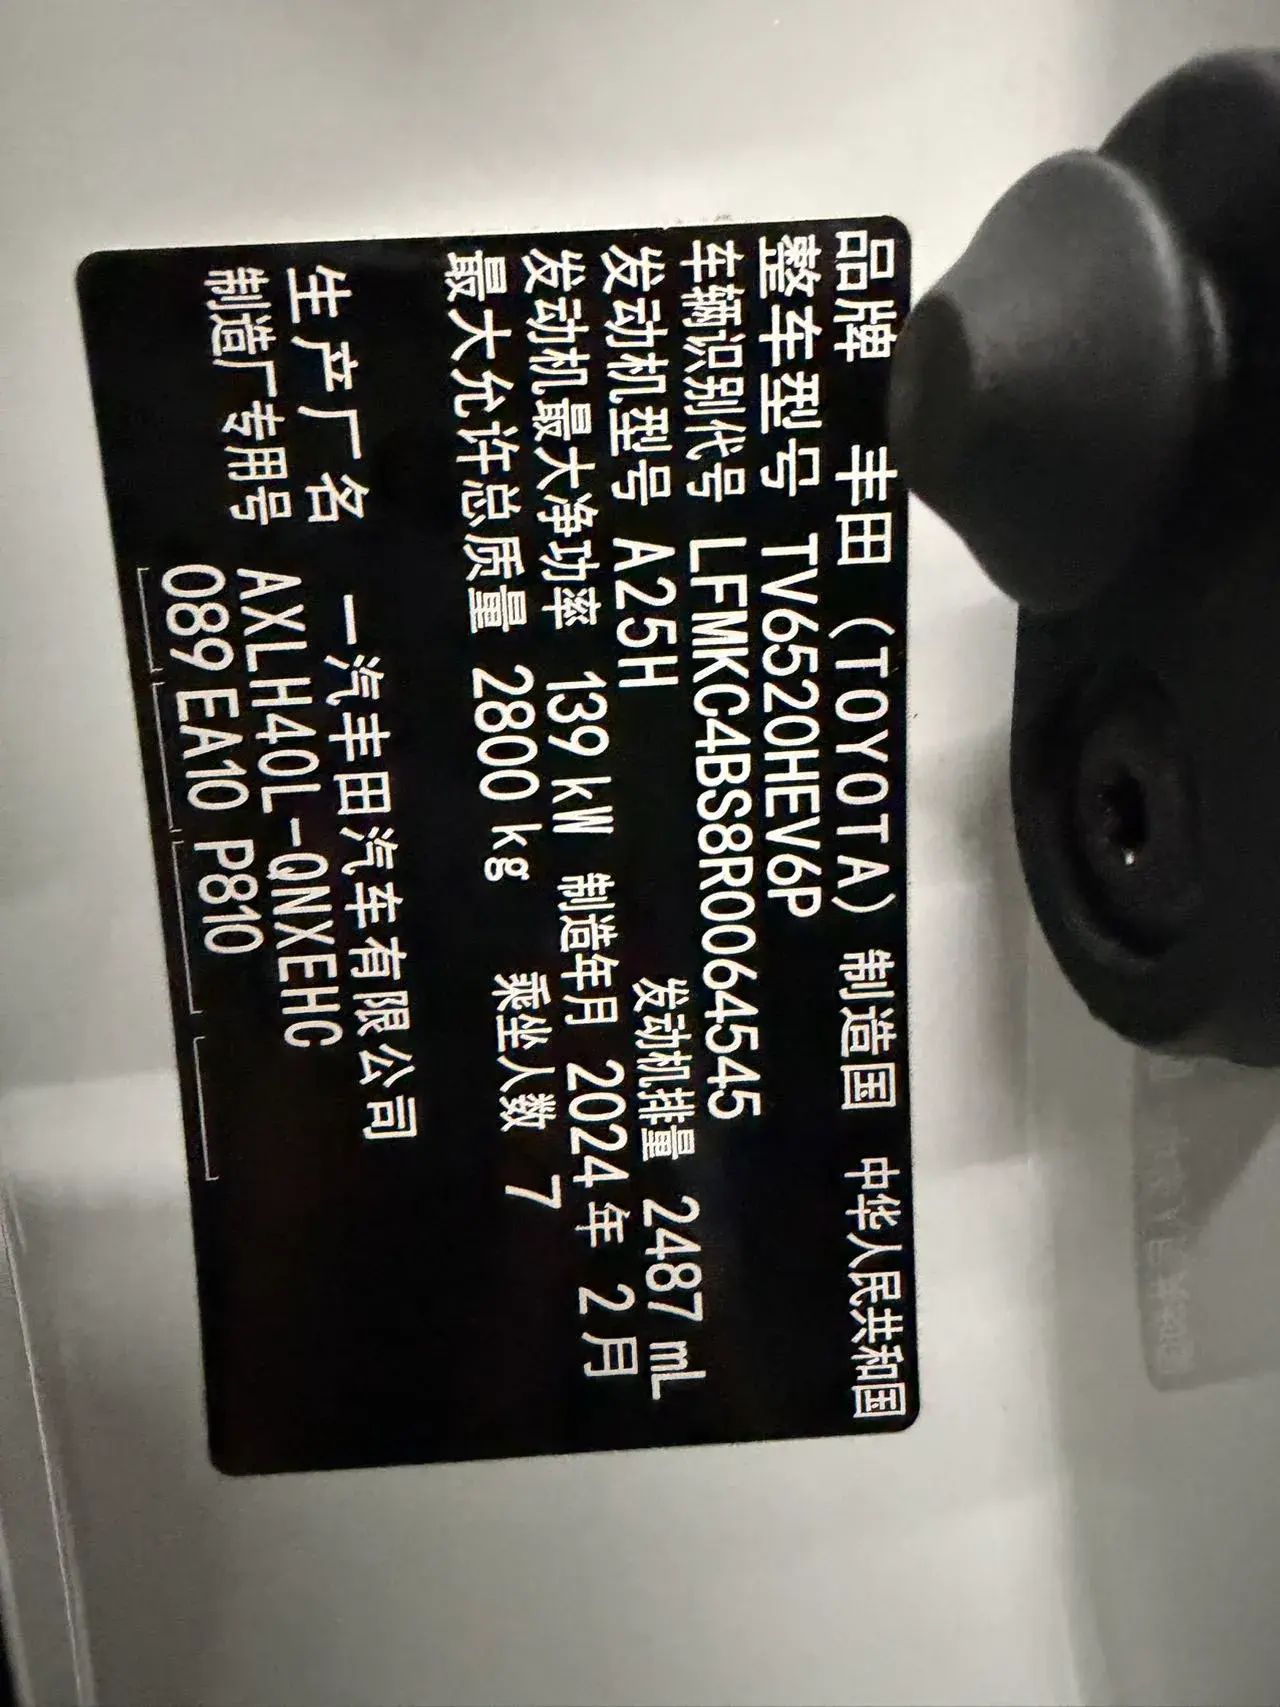 品牌 丰田 (TOYOTA) 制造国 中华人民共和国
整车型号 TV6520HEV6P
车辆识别代号 LFMKC4BS8R0064545
发动机型号 A25H 发动机排量 2487 mL
发动机最大净功率 139 kW 制造年月 2024 年 2 月
最大允许总质量 2800 kg 乘坐人数 7
生产厂名 一汽丰田汽车有限公司
制造厂专用号 AXLH40L-QNXEHC
089 EA10 P810